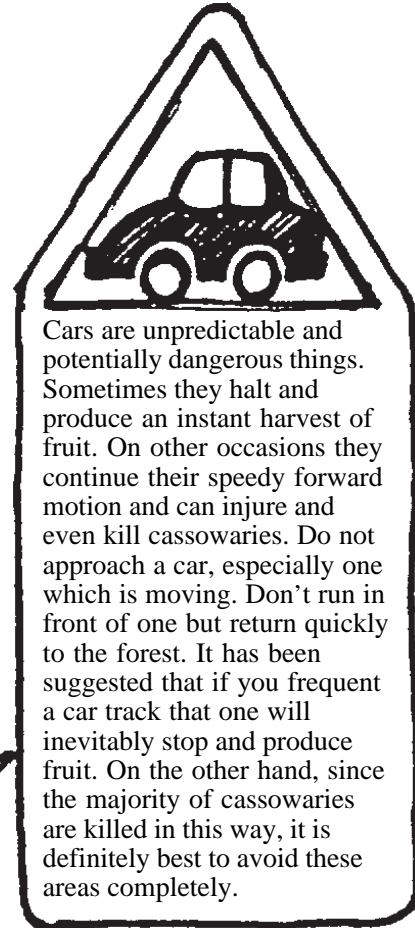 Cars are unpredictable and
potentially dangerous things.
Sometimes they halt and
produce an instant harvest of
fruit. On other occasions they
continue their speedy forward
motion and can injure and
even kill cassowaries. Do not
approach a car, especially one
which is moving. Don’t run in
front of one but return quickly
to the forest. It has been
suggested that if you frequent
a car track that one will
inevitably stop and produce
fruit. On the other hand, since
the majority of cassowaries
are killed in this way, it is
definitely best to avoid these
areas completely.